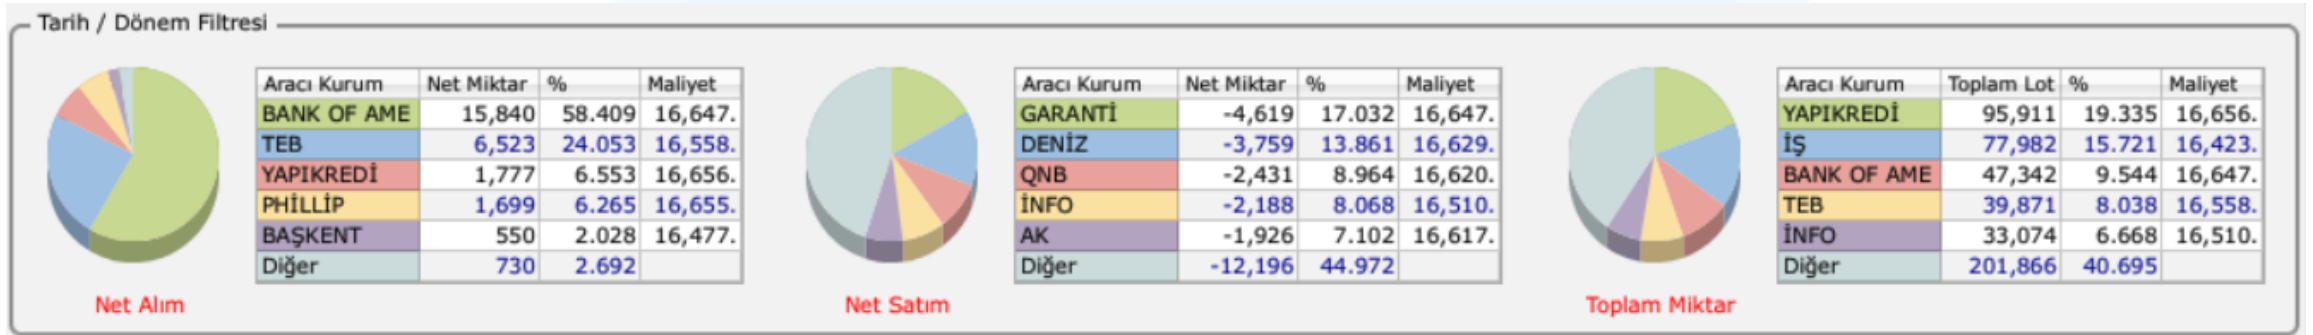 Tarih / Dönem Filtresi
Aracı Kurum Net Miktar % Maliyet
BANK OF AME 15,840 58.409 16,647.
TEB 6,523 24.053 16,558.
YAPIKREDİ 1,777 6.553 16,656.
PHİLLİP 1,699 6.265 16,655.
BAŞKENT 550 2.028 16,477.
Diğer 730 2.692
Net Alım
Aracı Kurum Net Miktar % Maliyet
GARANTİ -4,619 17.032 16,647.
DENİZ -3,759 13.861 16,629.
QNB -2,431 8.964 16,620.
İNFO -2,188 8.068 16,510.
AK -1,926 7.102 16,617.
Diğer -12,196 44.972
Net Satım
Aracı Kurum Toplam Lot % Maliyet
YAPIKREDİ 95,911 19.335 16,656.
İŞ 77,982 15.721 16,423.
BANK OF AME 47,342 9.544 16,647.
TEB 39,871 8.038 16,558.
İNFO 33,074 6.668 16,510.
Diğer 201,866 40.695
Toplam Miktar